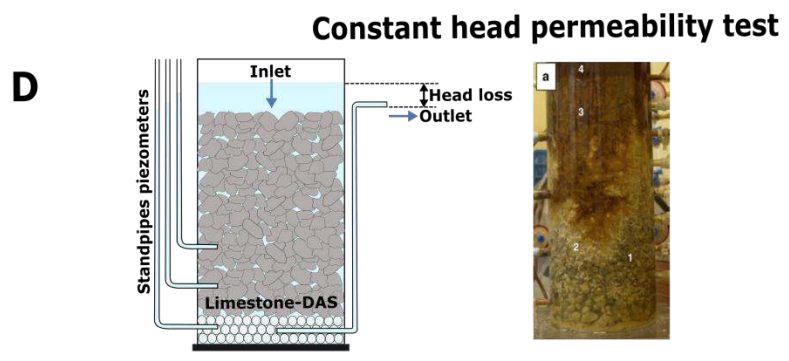 Constant head permeability test
D
Standpipes piezometers
Inlet
Head loss
Outlet
Limestone-DAS
a
4
3
2
1